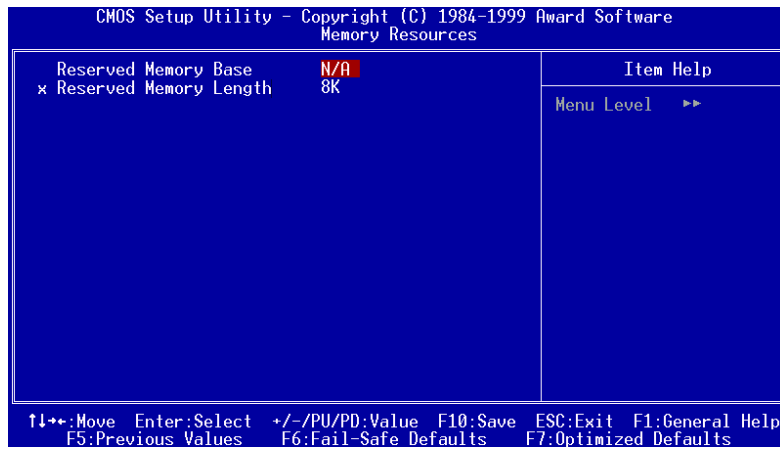 CMOS Setup Utility - Copyright (C) 1984-1999 Award Software
Memory Resources
Reserved Memory Base N/A
x Reserved Memory Length 8K
Item Help
Menu Level ►►
↑↓→←:Move Enter:Select +/-/PU/PD:Value F10:Save ESC:Exit F1:General Help
F5:Previous Values F6:Fail-Safe Defaults F7:Optimized Defaults